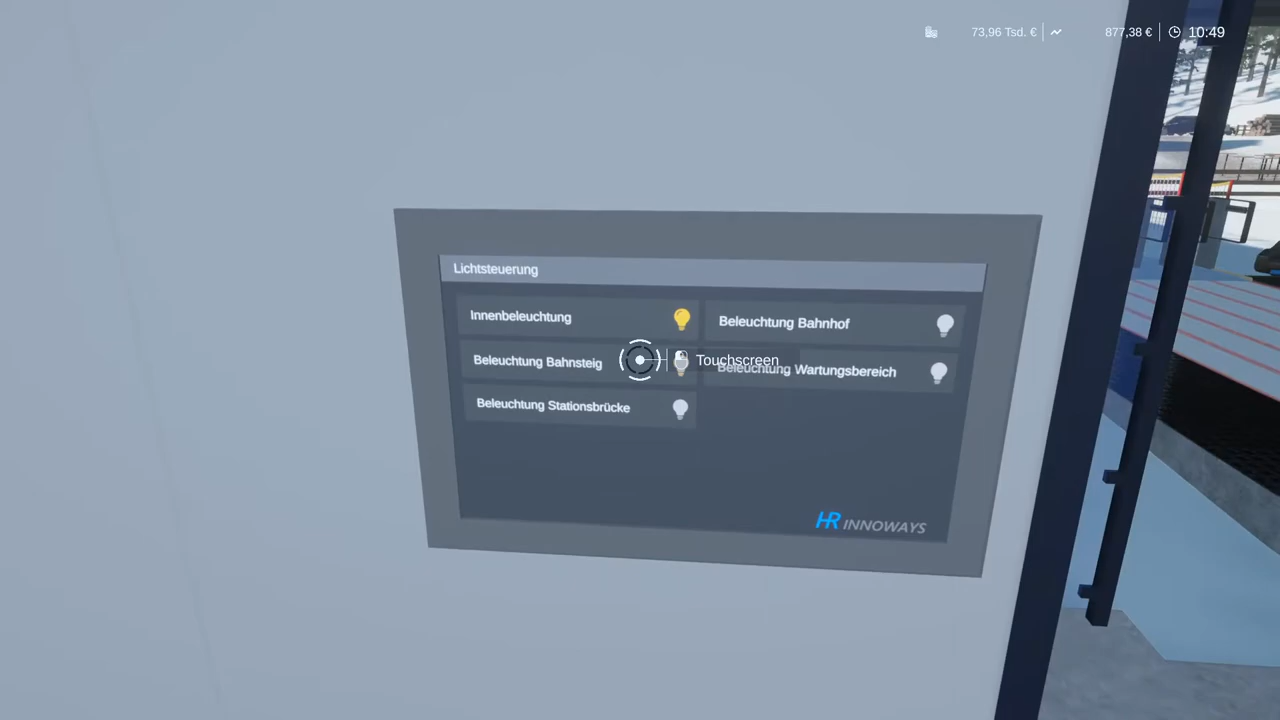 73,96 Tsd. € 877,38 € 10:49
Lichtsteuerung
Innenbeleuchtung
Beleuchtung Bahnhof
Beleuchtung Bahnsteig
Touchscreen
Beleuchtung Wartungsbereich
Beleuchtung Stationsbrücke
HR INNOWAYS